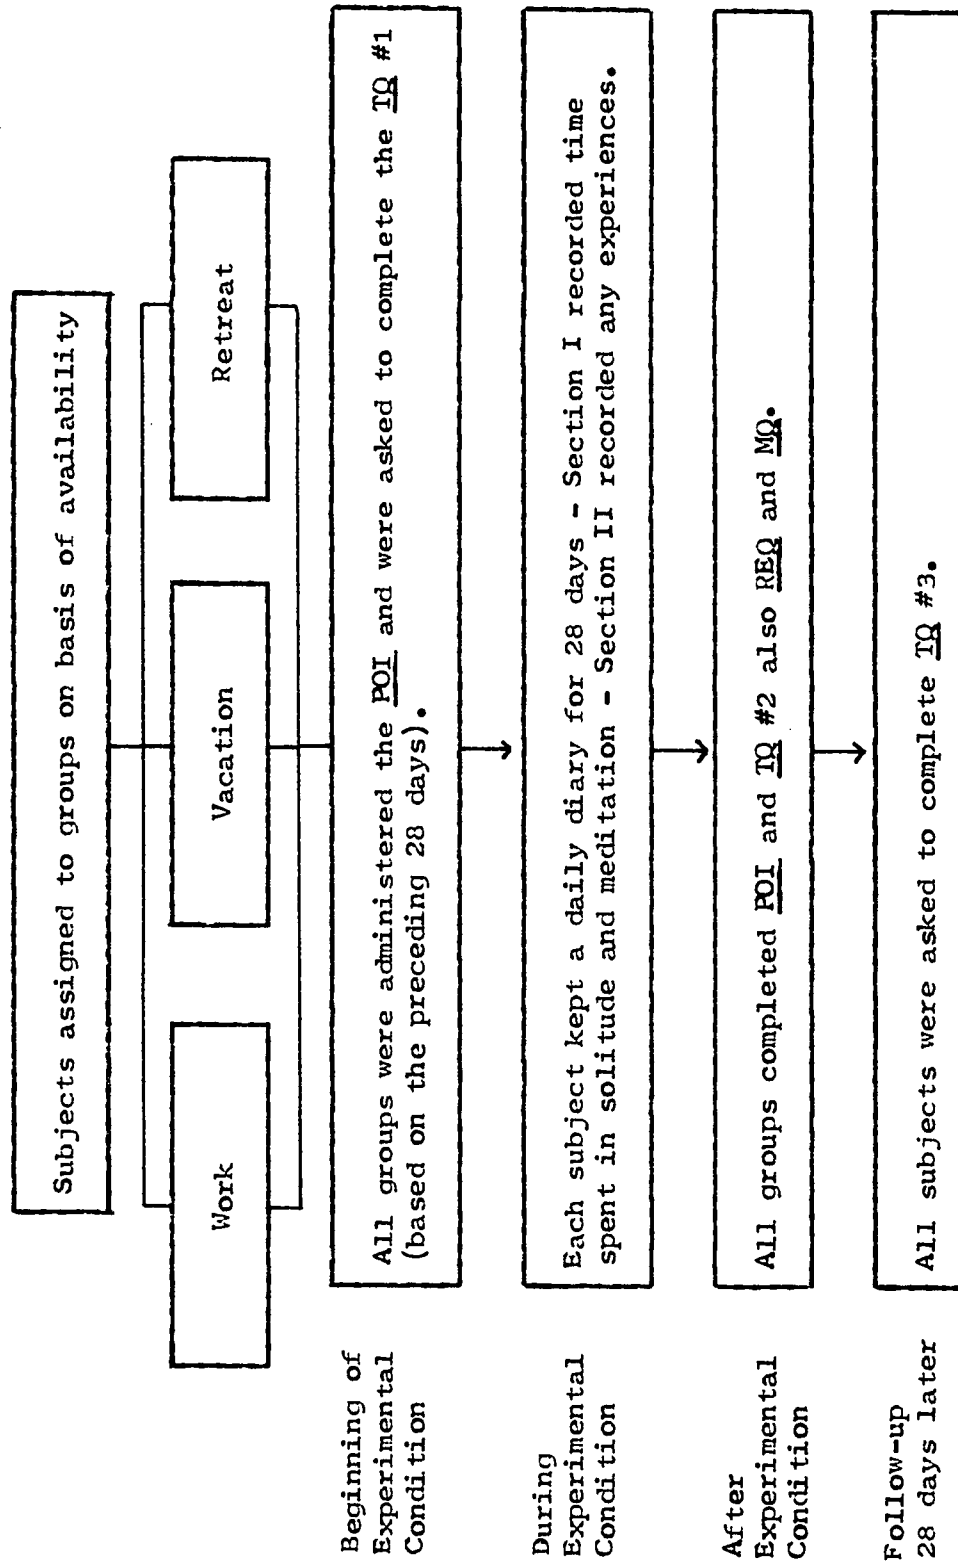 Subjects assigned to groups on basis of availability
Work
Vacation
Retreat
Beginning of
Experimental
Condition
All groups were administered the POI and were asked to complete the TQ #1
(based on the preceding 28 days).
During
Experimental
Condition
Each subject kept a daily diary for 28 days - Section I recorded time
spent in solitude and meditation - Section II recorded any experiences.
After
Experimental
Condition
All groups completed POI and TQ #2 also REQ and MQ.
Follow-up
28 days later
All subjects were asked to complete TQ #3.